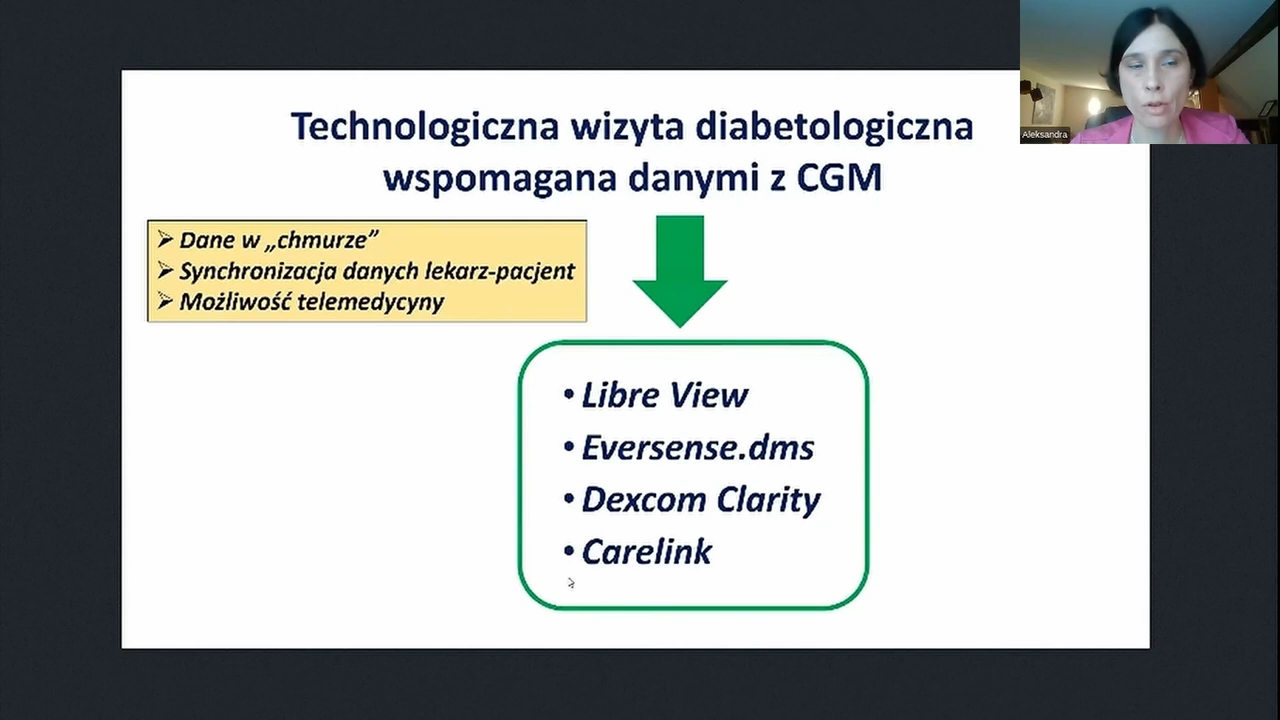 Technologiczna wizyta diabetologiczna
wspomagana danymi z CGM
➢ Dane w „chmurze”
➢ Synchronizacja danych lekarz-pacjent
➢ Możliwość telemedycyny
• Libre View
• Eversense.dms
• Dexcom Clarity
• Carelink
Aleksandra